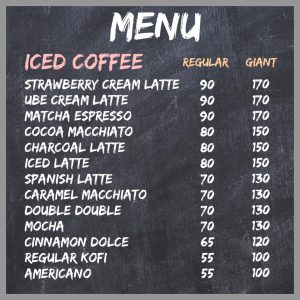 MENU
ICED COFFEE REGULAR GIANT
STRAWBERRY CREAM LATTE 90 170
UBE CREAM LATTE 90 170
MATCHA ESPRESSO 90 170
COCOA MACCHIATO 80 150
CHARCOAL LATTE 80 150
ICED LATTE 80 150
SPANISH LATTE 70 130
CARAMEL MACCHIATO 70 130
DOUBLE DOUBLE 70 130
MOCHA 70 130
CINNAMON DOLCE 65 120
REGULAR KOFI 55 100
AMERICANO 55 100